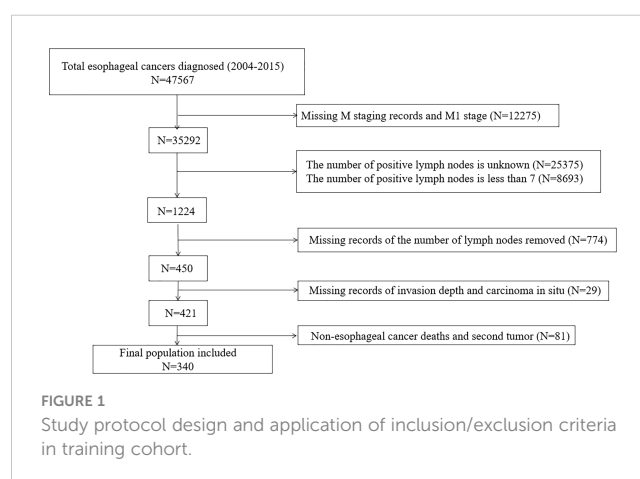 Total esophageal cancers diagnosed (2004-2015)
N=47567
Missing M staging records and M1 stage (N=12275)
N=35292
The number of positive lymph nodes is unknown (N=25375)
The number of positive lymph nodes is less than 7 (N=8693)
N=1224
Missing records of the number of lymph nodes removed (N=774)
N=450
Missing records of invasion depth and carcinoma in situ (N=29)
N=421
Non-esophageal cancer deaths and second tumor (N=81)
Final population included
N=340
FIGURE 1
Study protocol design and application of inclusion/exclusion criteria
in training cohort.